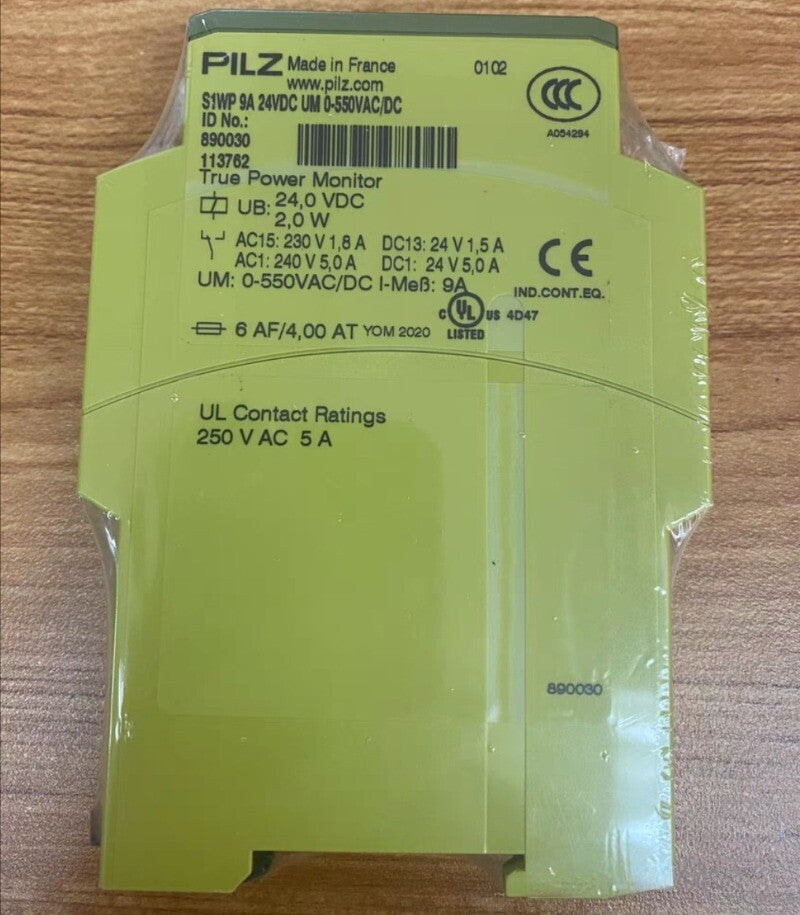 PILZ Made in France 0102
www.pilz.com
S1WP 9A 24VDC UM 0-550VAC/DC
CCC
ID No.:
890030
A054294
113762
True Power Monitor
UB: 24,0 VDC
2,0 W
AC15: 230 V 1,8 A DC13: 24 V 1,5 A
AC1: 240 V 5,0 A DC1: 24 V 5,0 A
CE
UM: 0-550VAC/DC I-Meß: 9A
IND.CONT.EQ.
C UL US 4D47
LISTED
6 AF/4,00 AT YOM 2020
UL Contact Ratings
250 V AC 5 A
890030